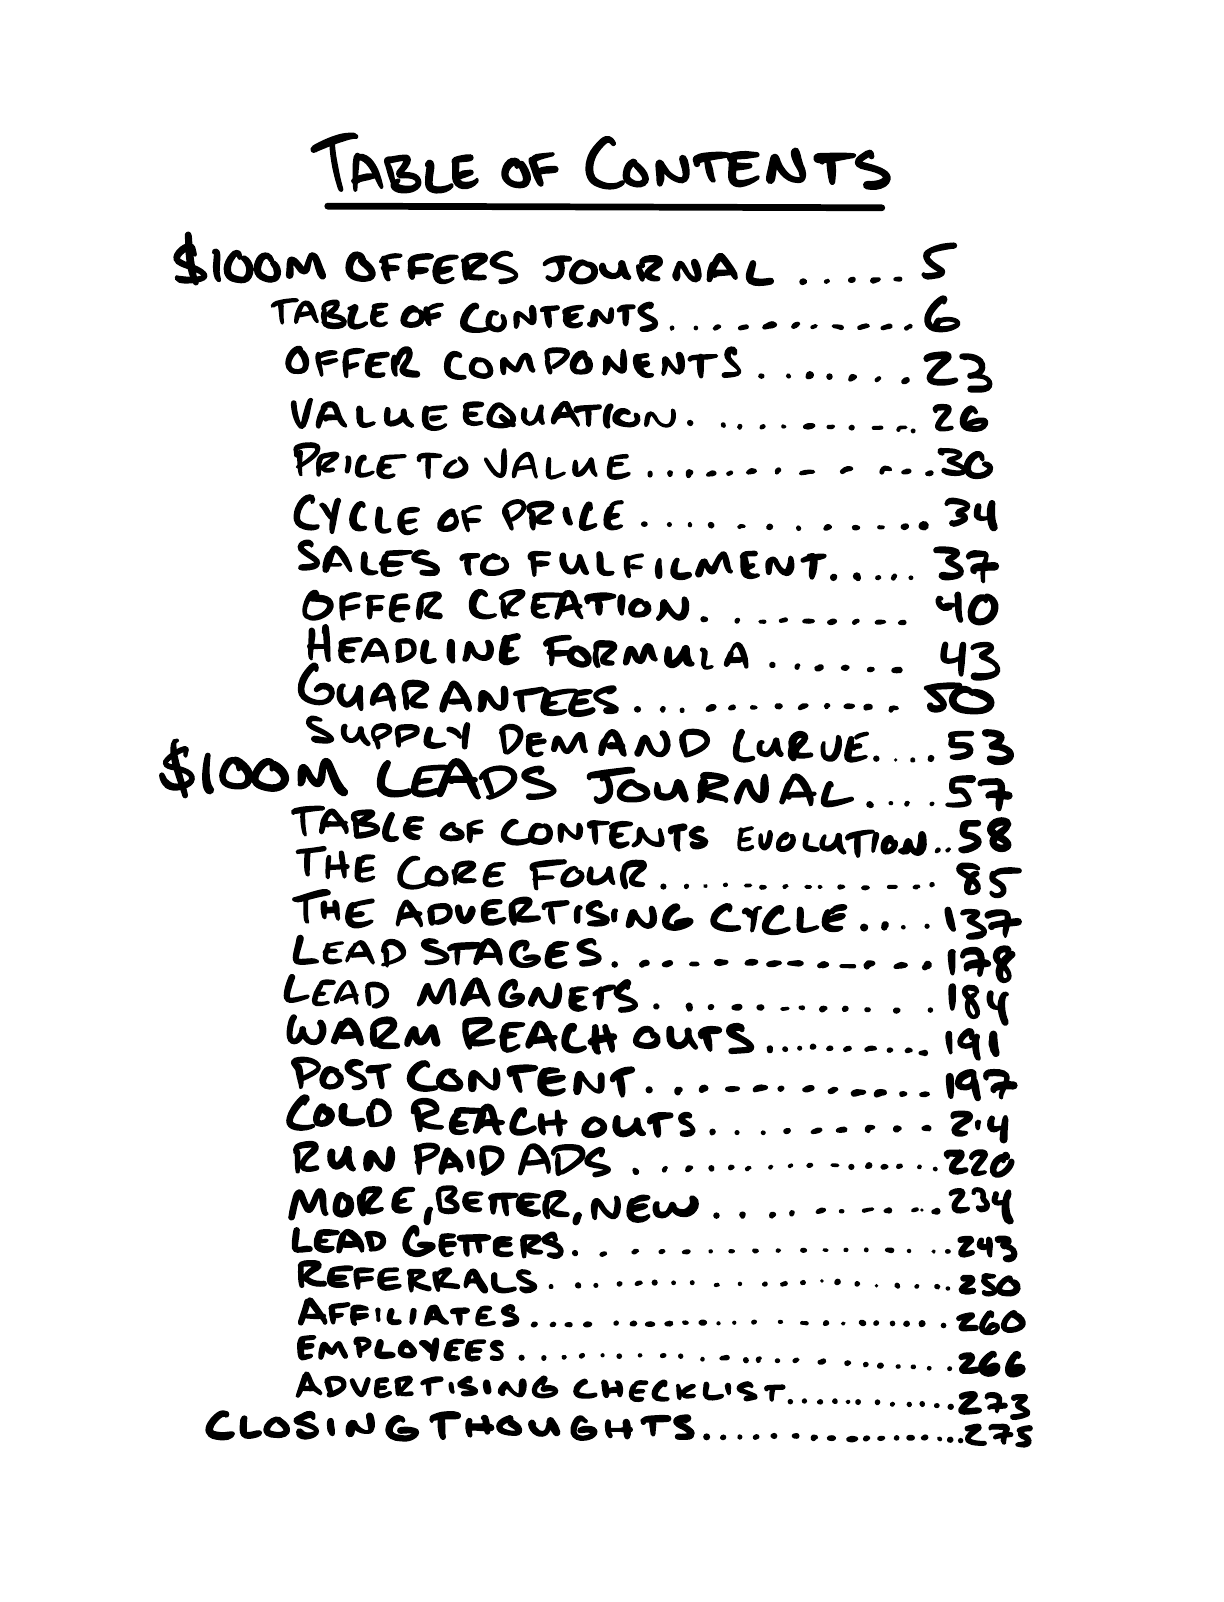 TABLE OF CONTENTS
$100M OFFERS JOURNAL ..... 5
TABLE OF CONTENTS ........... 6
OFFER COMPONENTS ....... 23
VALUE EQUATION. .......... 26
PRICE TO VALUE ............. 30
CYCLE OF PRICE ............ 34
SALES TO FULFILMENT..... 37
OFFER CREATION. ........ 40
HEADLINE FORMULA ...... 43
GUARANTEES ............ 50
SUPPLY DEMAND CURVE.... 53
$100M LEADS JOURNAL .... 57
TABLE OF CONTENTS EVOLUTION .. 58
THE CORE FOUR ............. 85
THE ADVERTISING CYCLE .... 137
LEAD STAGES ............. 178
LEAD MAGNETS ........... 184
WARM REACH OUTS ......... 191
POST CONTENT ............ 197
COLD REACH OUTS .......... 214
RUN PAID ADS .............. 220
MORE, BETTER, NEW .......... 234
LEAD GETTERS ............... 243
REFERRALS ................ 250
AFFILIATES .................. 260
EMPLOYEES .................. 266
ADVERTISING CHECKLIST ............ 273
CLOSING THOUGHTS ............... 275